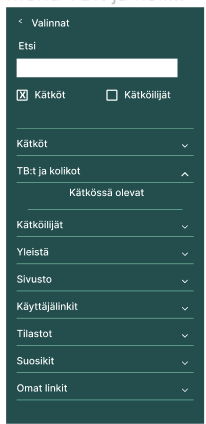 Valinnat
Etsi
Kätköt
Kätköilijät
Kätköt
TB:t ja kolikot
Kätkössä olevat
Kätköilijät
Yleistä
Sivusto
Käyttäjälinkit
Tilastot
Suosikit
Omat linkit